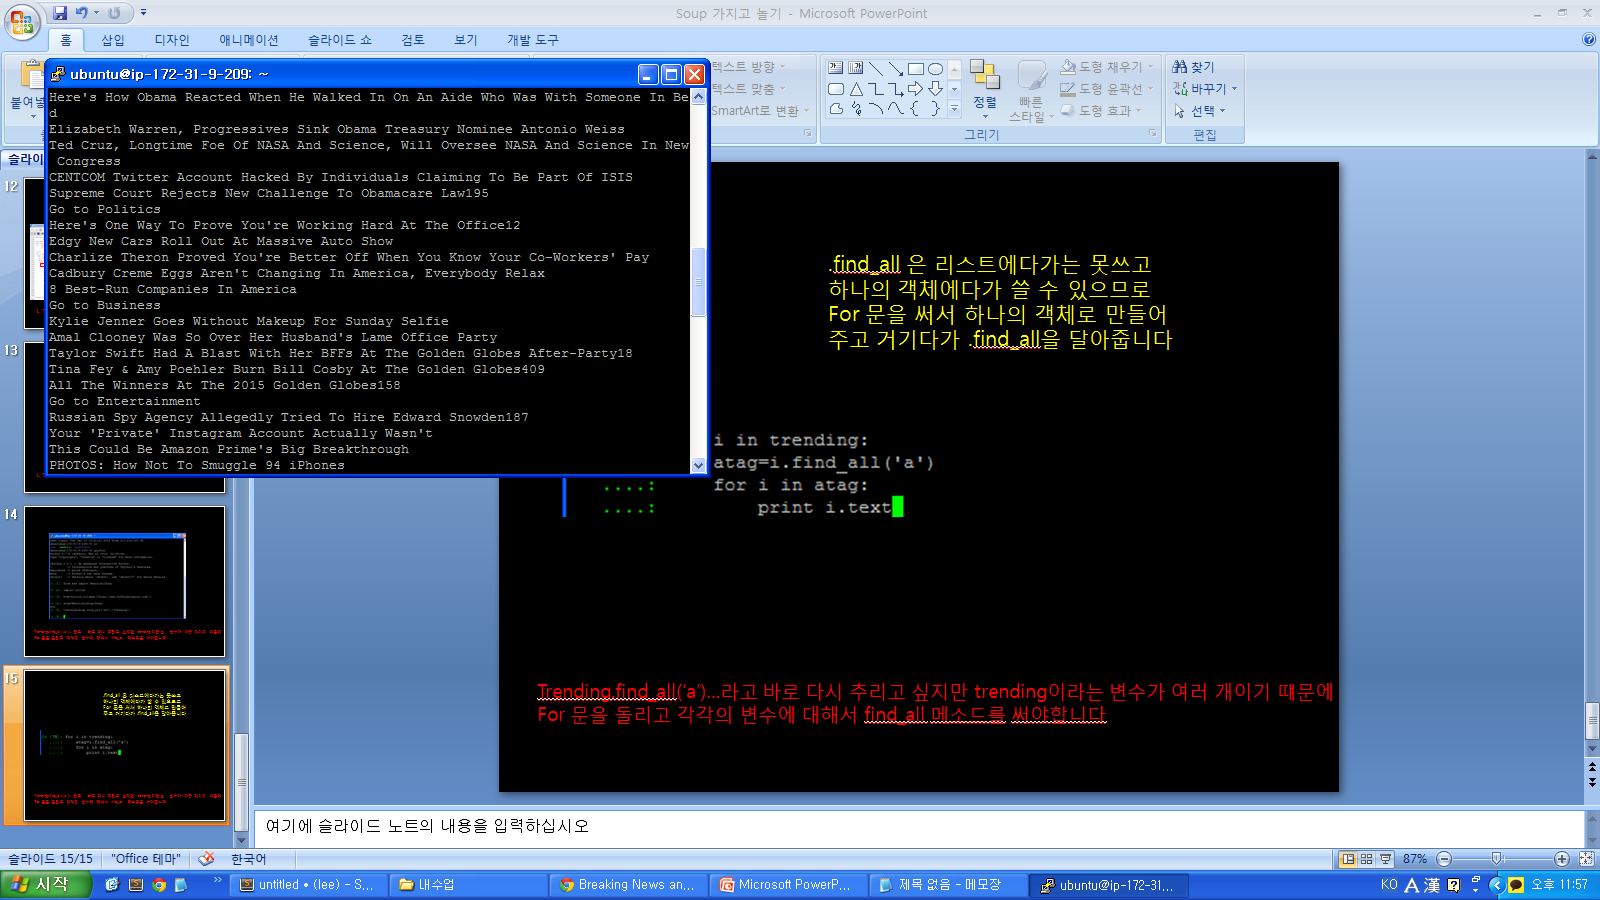 Soup 가지고 놀기 - Microsoft PowerPoint
홈 삽입 디자인 애니메이션 슬라이드 쇼 검토 보기 개발 도구
텍스트 방향
텍스트 맞춤
SmartArt로 변환
정렬
빠른
스타일
도형 채우기
도형 윤곽선
도형 효과
그리기
찾기
바꾸기
선택
편집
ubuntu@ip-172-31-9-209: ~
Here's How Obama Reacted When He Walked In On An Aide Who Was With Someone In Be
d
Elizabeth Warren, Progressives Sink Obama Treasury Nominee Antonio Weiss
Ted Cruz, Longtime Foe Of NASA And Science, Will Oversee NASA And Science In New
Congress
CENTCOM Twitter Account Hacked By Individuals Claiming To Be Part Of ISIS
Supreme Court Rejects New Challenge To Obamacare Law195
Go to Politics
Here's One Way To Prove You're Working Hard At The Office12
Edgy New Cars Roll Out At Massive Auto Show
Charlize Theron Proved You're Better Off When You Know Your Co-Workers' Pay
Cadbury Creme Eggs Aren't Changing In America, Everybody Relax
8 Best-Run Companies In America
Go to Business
Kylie Jenner Goes Without Makeup For Sunday Selfie
Amal Clooney Was So Over Her Husband's Lame Office Party
Taylor Swift Had A Blast With Her BFFs At The Golden Globes After-Party18
Tina Fey & Amy Poehler Burn Bill Cosby At The Golden Globes409
All The Winners At The 2015 Golden Globes158
Go to Entertainment
Russian Spy Agency Allegedly Tried To Hire Edward Snowden187
Your 'Private' Instagram Account Actually Wasn't
This Could Be Amazon Prime's Big Breakthrough
PHOTOS: How Not To Smuggle 94 iPhones
12
13
14
15
.find_all 은 리스트에다가는 못쓰고
하나의 객체에다가 쓸 수 있으므로
For 문을 써서 하나의 객체로 만들어
주고 거기다가 .find_all을 달아줍니다
i in trending:
atag=i.find_all('a')
....: for i in atag:
....: print i.text
Trending.find_all('a')...라고 바로 다시 추리고 싶지만 trending이라는 변수가 여러 개이기 때문에
For 문을 돌리고 각각의 변수에 대해서 find_all 메소드를 써야합니다
여기에 슬라이드 노트의 내용을 입력하십시오
슬라이드 15/15 "Office 테마" 한국어 87%
시작 untitled • (lee) - S... 내수업 Breaking News an... Microsoft PowerP... 제목 없음 - 메모장 ubuntu@ip-172-31... KO A 漢 오후 11:57